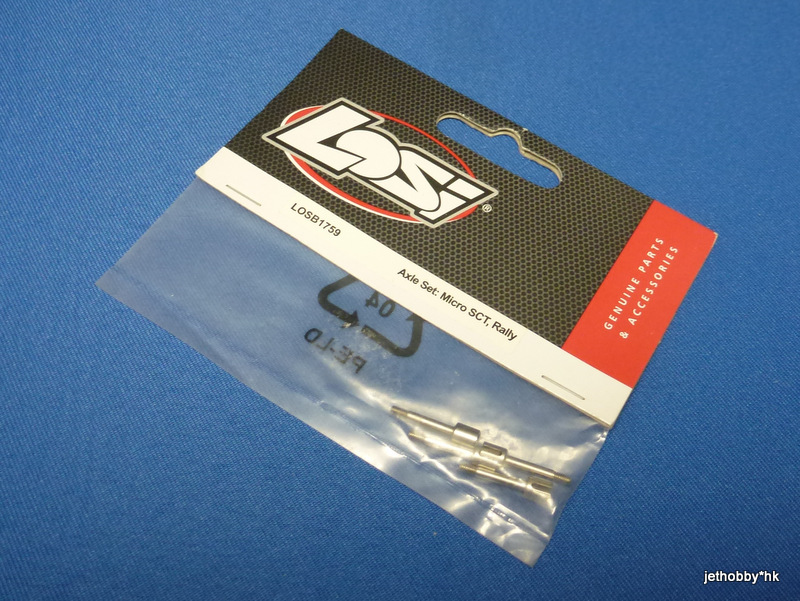 LOSi®
LOSB1759
Axle Set: Micro SCT, Rally
GENUINE PARTS
& ACCESSORIES
04
PE-LD
jethobby*hk